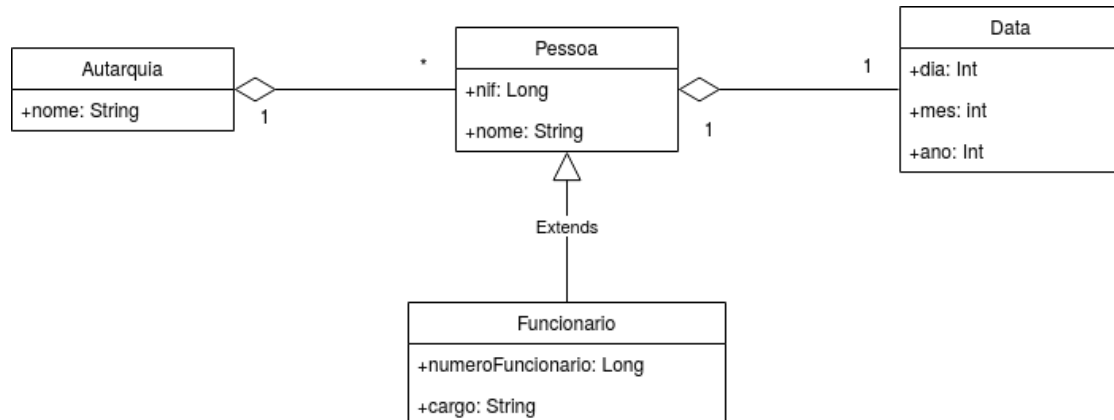 Autarquia
+nome: String
1
*
Pessoa
+nif: Long
+nome: String
1
1
Data
+dia: Int
+mes: int
+ano: Int
Extends
Funcionario
+numeroFuncionario: Long
+cargo: String